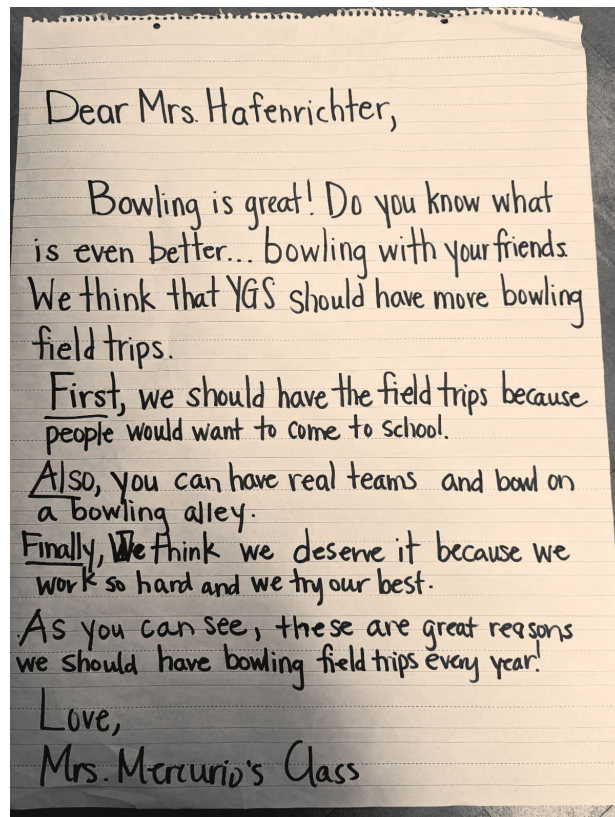 Dear Mrs. Hafenrichter,
Bowling is great! Do you know what
is even better... bowling with your friends.
We think that YGS should have more bowling
field trips.
First, we should have the field trips because
people would want to come to school.
Also, you can have real teams and bowl on
a bowling alley.
Finally, We think we deserve it because we
work so hard and we try our best.
As you can see, these are great reasons
we should have bowling field trips every year!
Love,
Mrs. Mercurio's Class